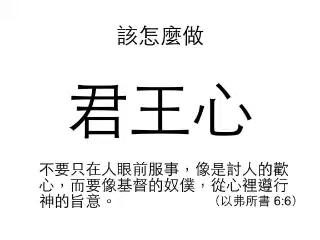 該怎麼做
君王心
不要只在人眼前服事，像是討人的歡
心，而要像基督的奴僕，從心裡遵行
神的旨意。（以弗所書 6:6）